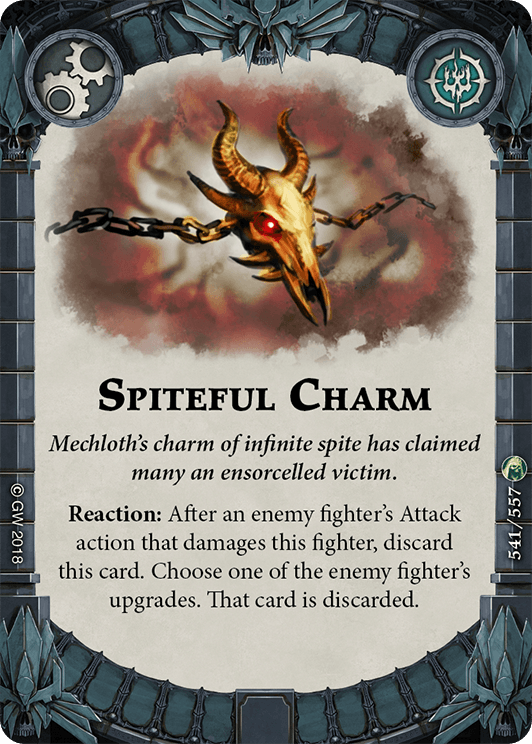 SPITEFUL CHARM
Mechloth's charm of infinite spite has claimed
many an ensorcelled victim.
Reaction: After an enemy fighter's Attack
action that damages this fighter, discard
this card. Choose one of the enemy fighter's
upgrades. That card is discarded.
© GW 2018
541/557